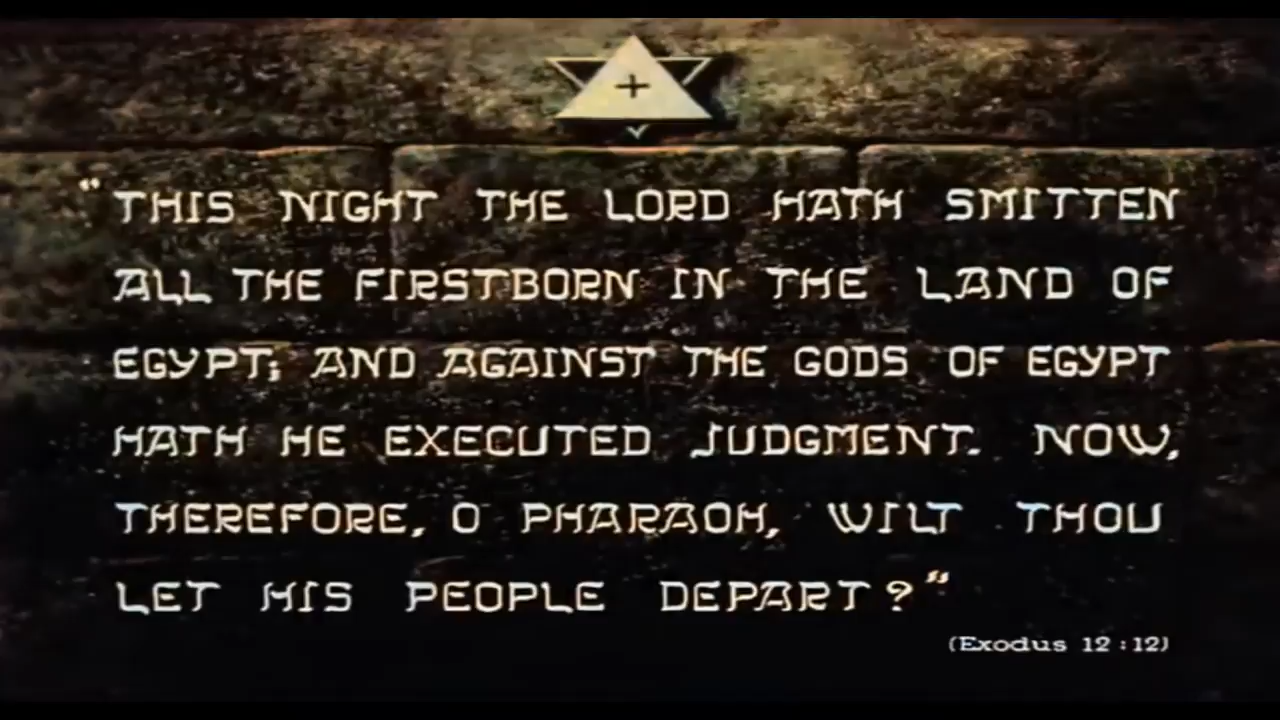 “THIS NIGHT THE LORD HATH SMITTEN
ALL THE FIRSTBORN IN THE LAND OF
EGYPT; AND AGAINST THE GODS OF EGYPT
HATH HE EXECUTED JUDGMENT. NOW,
THEREFORE, O PHARAOH, WILT THOU
LET HIS PEOPLE DEPART?”
(Exodus 12:12)